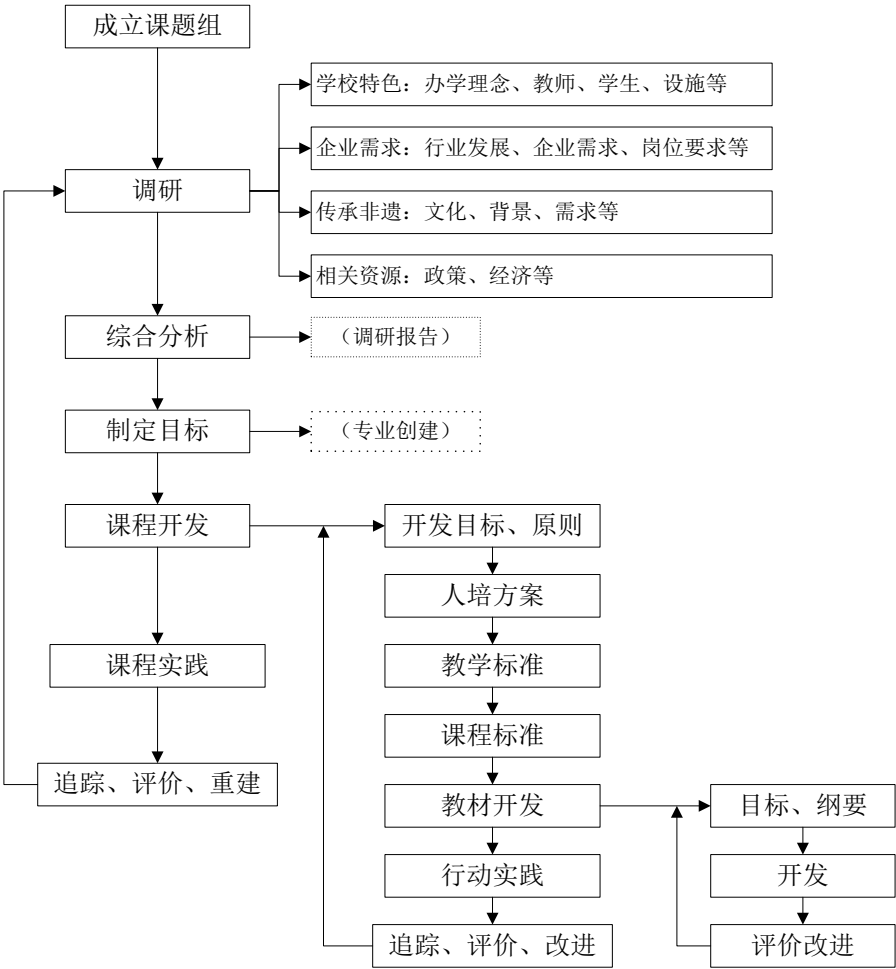 成立课题组
学校特色：办学理念、教师、学生、设施等
企业需求：行业发展、企业需求、岗位要求等
调研
传承非遗：文化、背景、需求等
相关资源：政策、经济等
综合分析
（调研报告）
制定目标
（专业创建）
课程开发
开发目标、原则
人培方案
课程实践
教学标准
课程标准
追踪、评价、重建
教材开发
目标、纲要
行动实践
开发
追踪、评价、改进
评价改进